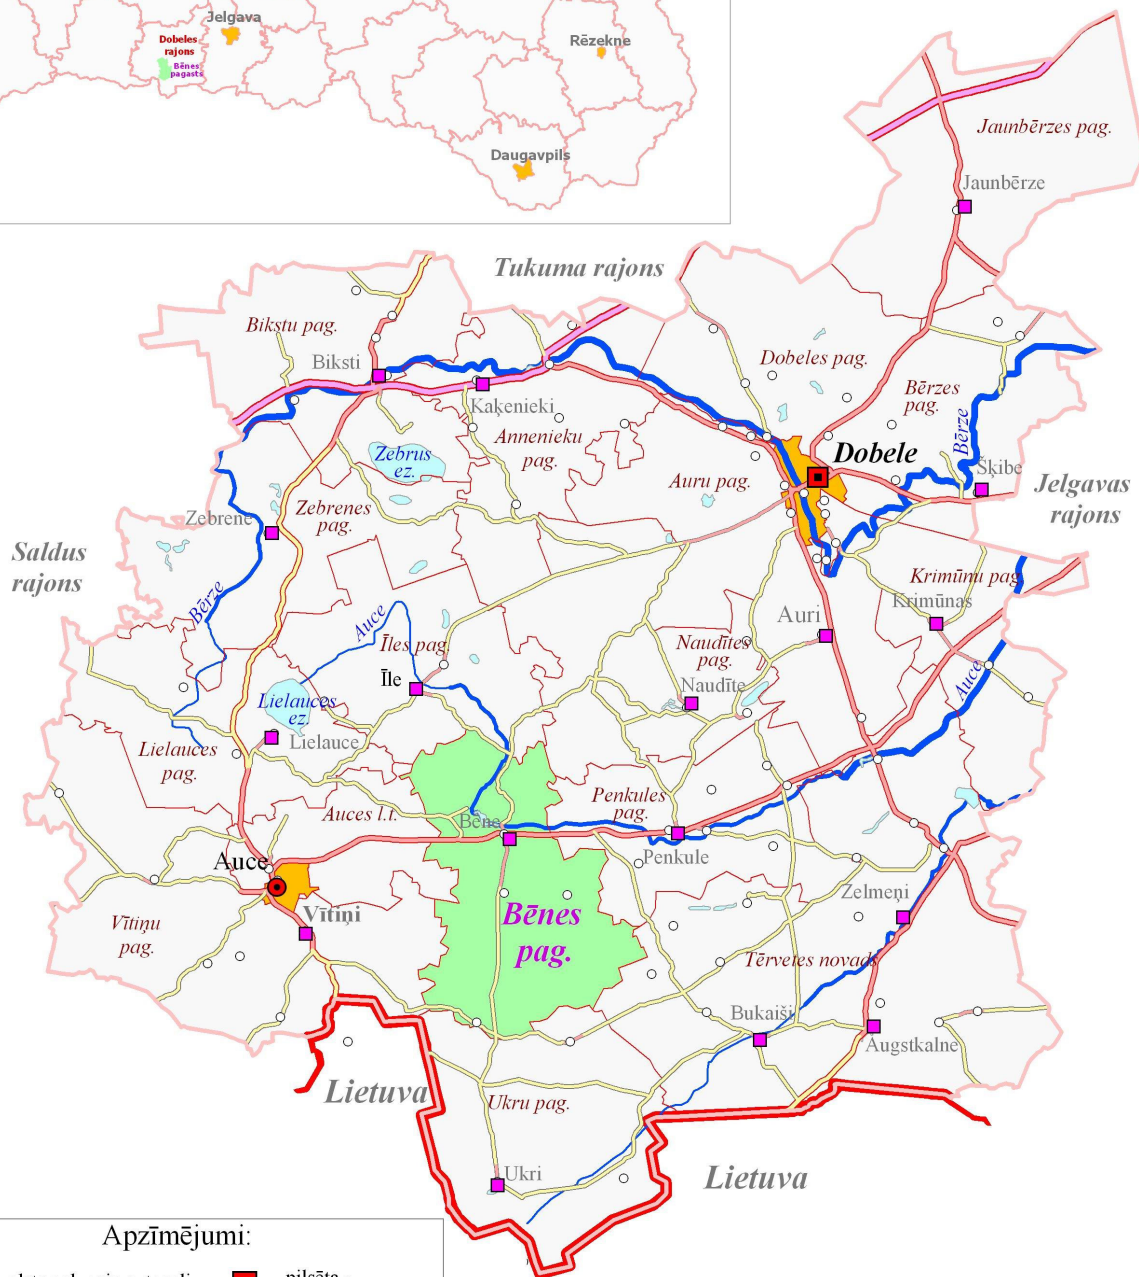 Jelgava
Dobeles
rajons
Bēnes
pagasts
Rēzekne
Daugavpils
Jaunbērzes pag.
Jaunbērze
Tukuma rajons
Bikstu pag.
Biksti
Dobeles pag.
Bērzes
pag.
Kaķenieki
Annenieku
pag.
Bērze
Zebrus
ez.
Dobele
Auru pag.
Šķibe
Jelgavas
rajons
Zebrenes
pag.
Zebrene
Saldus
rajons
Krimūnu pag.
Krimūnas
Bērze
Auce
Auri
Īles pag.
Naudītes
pag.
Īle
Naudīte
Auce
Lielauces
ez.
Lielauce
Lielauces
pag.
Auces l.t.
Penkules
pag.
Bēne
Penkule
Auce
Vītiņi
Zelmeņi
Bēnes
pag.
Vītiņu
pag.
Tērvetes novads
Bukaiši
Augstkalne
Lietuva
Ukru pag.
Ukri
Lietuva
Apzīmējumi:
pilsēta